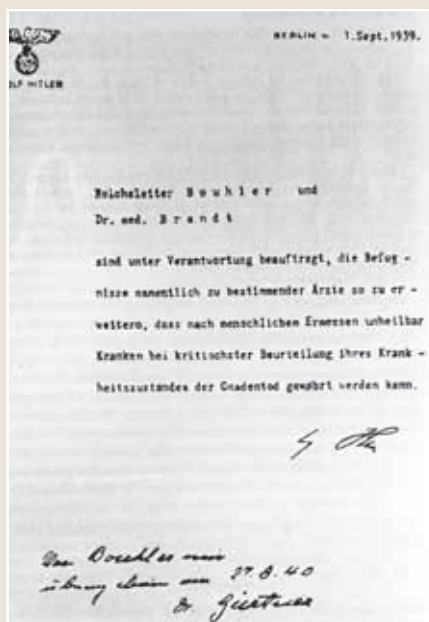 BERLIN 1. Sept. 1939.
OLF HITLER
Reichsleiter B o u h l e r und
Dr. med. B r a n d t
sind unter Verantwortung beauftragt, die Befug -
nisse namentlich zu bestimmender Ärzte so zu er -
weitern, dass nach menschlichem Ermessen unheilbar
Kranken bei kritischster Beurteilung ihres Krank -
heitszustandes der Gnadentod gewährt werden kann.
Von Bouhler mir
übergeben am 27.8.40
Dr. Gürtner